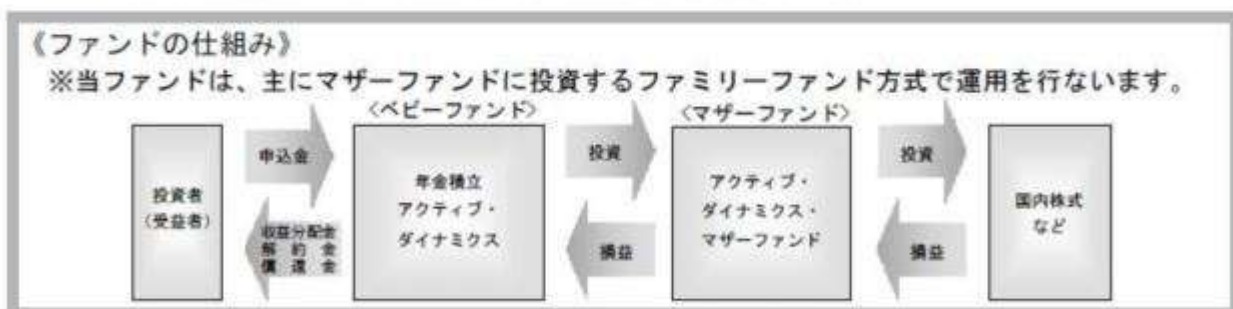 《ファンドの仕組み》
※当ファンドは、主にマザーファンドに投資するファミリーファンド方式で運用を行ないます。
〈ベビーファンド〉
〈マザーファンド〉
投資者
(受益者)
申込金
収益分配金
解約金
償還金
年金積立
アクティブ・
ダイナミクス
投資
損益
アクティブ・
ダイナミクス・
マザーファンド
投資
損益
国内株式
など